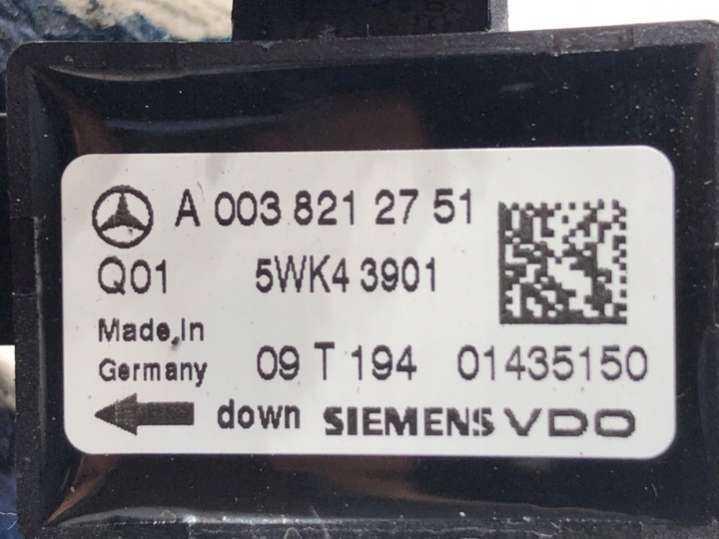 A 003 821 27 51
Q01 5WK4 3901
Made in
Germany 09 T 194 01435150
down SIEMENS VDO